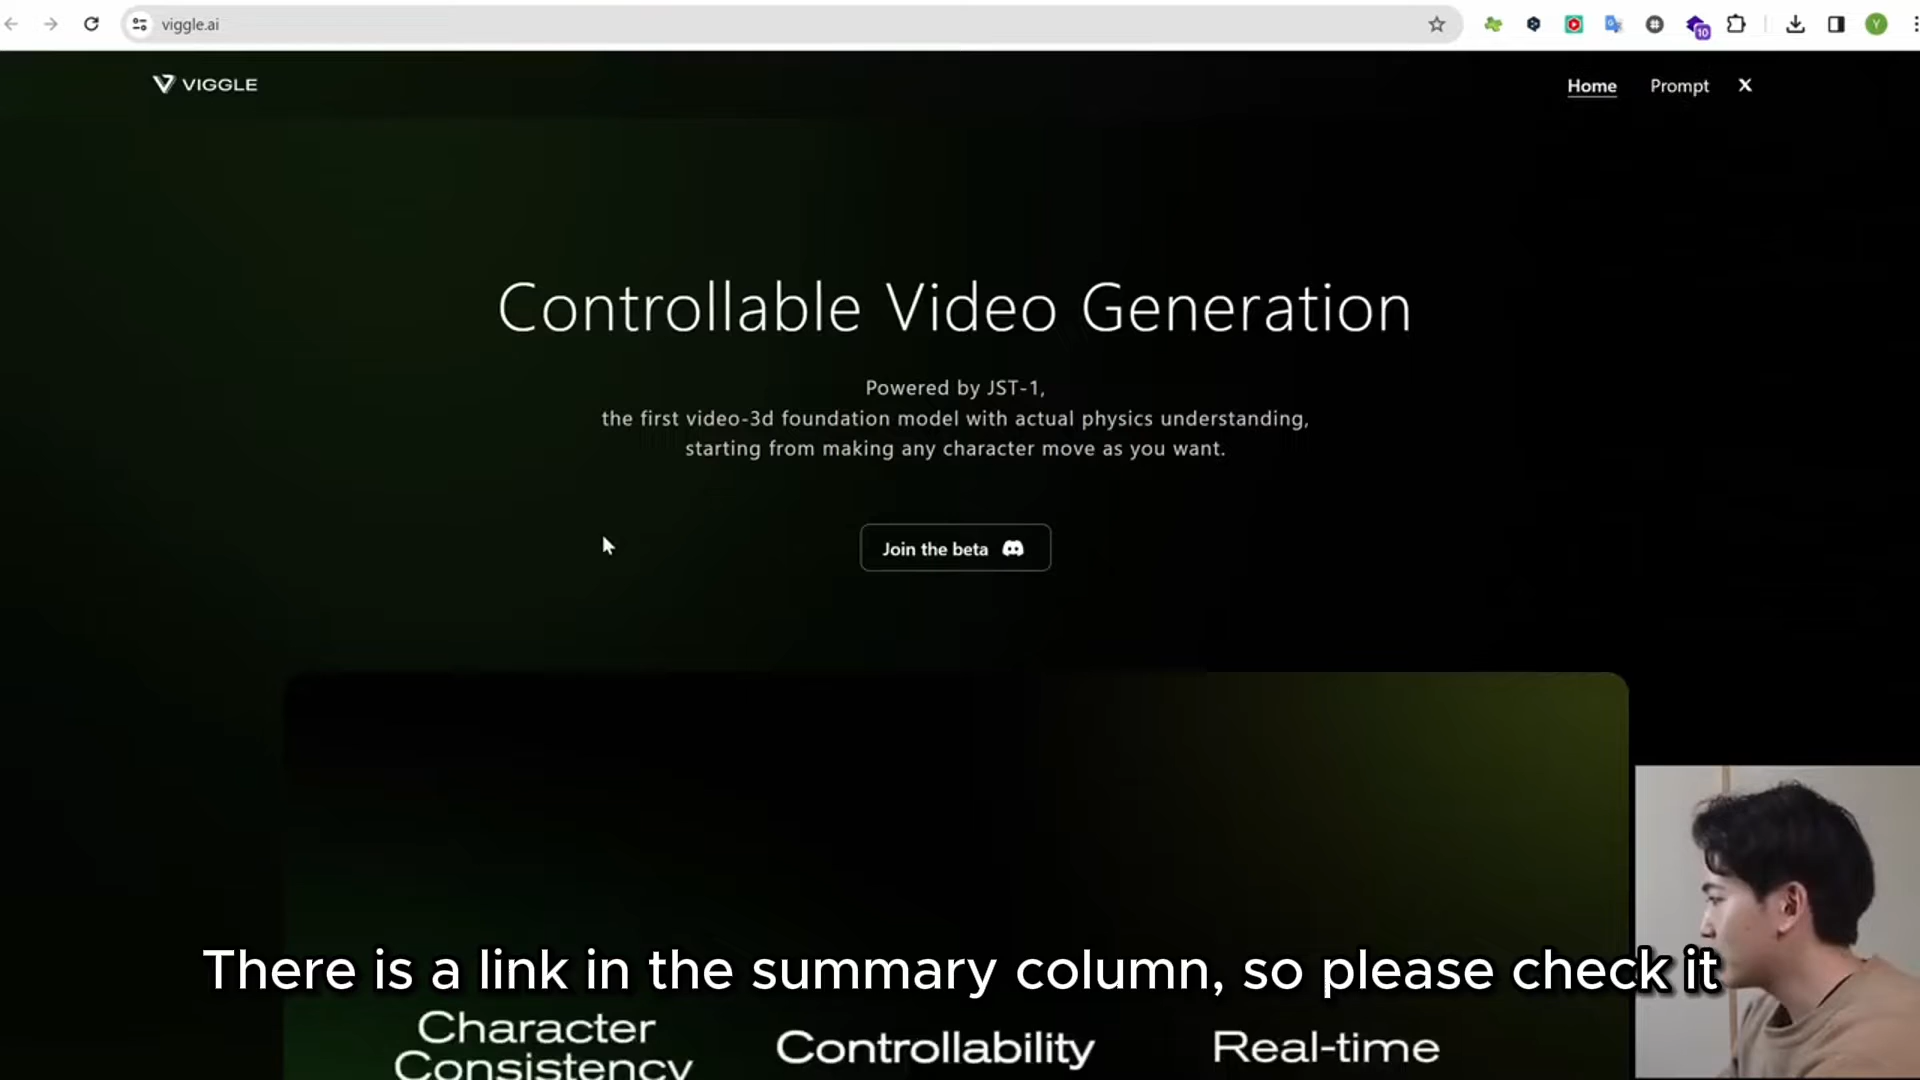 viggle.ai
10
Y
VIGGLE
Home
Prompt
X
Controllable Video Generation
Powered by JST-1,
the first video-3d foundation model with actual physics understanding,
starting from making any character move as you want.
Join the beta
There is a link in the summary column, so please check it
Character
Consistency
Controllability
Real-time